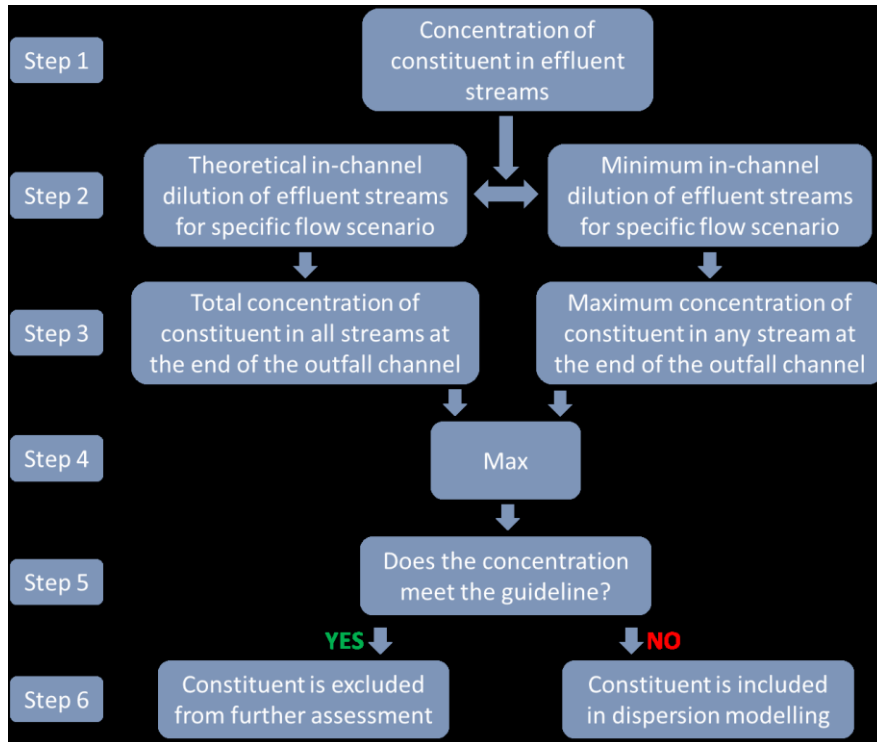 Step 1
Concentration of
constituent in effluent
streams
Step 2
Theoretical in-channel
dilution of effluent streams
for specific flow scenario
Minimum in-channel
dilution of effluent streams
for specific flow scenario
Step 3
Total concentration of
constituent in all streams at
the end of the outfall channel
Maximum concentration of
constituent in any stream at
the end of the outfall channel
Step 4
Max
Step 5
Does the concentration
meet the guideline?
YES
NO
Step 6
Constituent is excluded
from further assessment
Constituent is included
in dispersion modelling